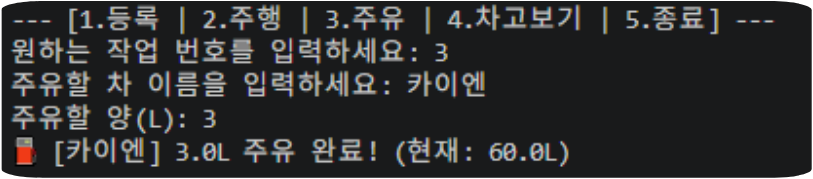 --- [1.등록 | 2.주행 | 3.주유 | 4.차고보기 | 5.종료] ---
원하는 작업 번호를 입력하세요: 3
주유할 차 이름을 입력하세요: 카이엔
주유할 양(L): 3
⛽ [카이엔] 3.0L 주유 완료! (현재: 60.0L)